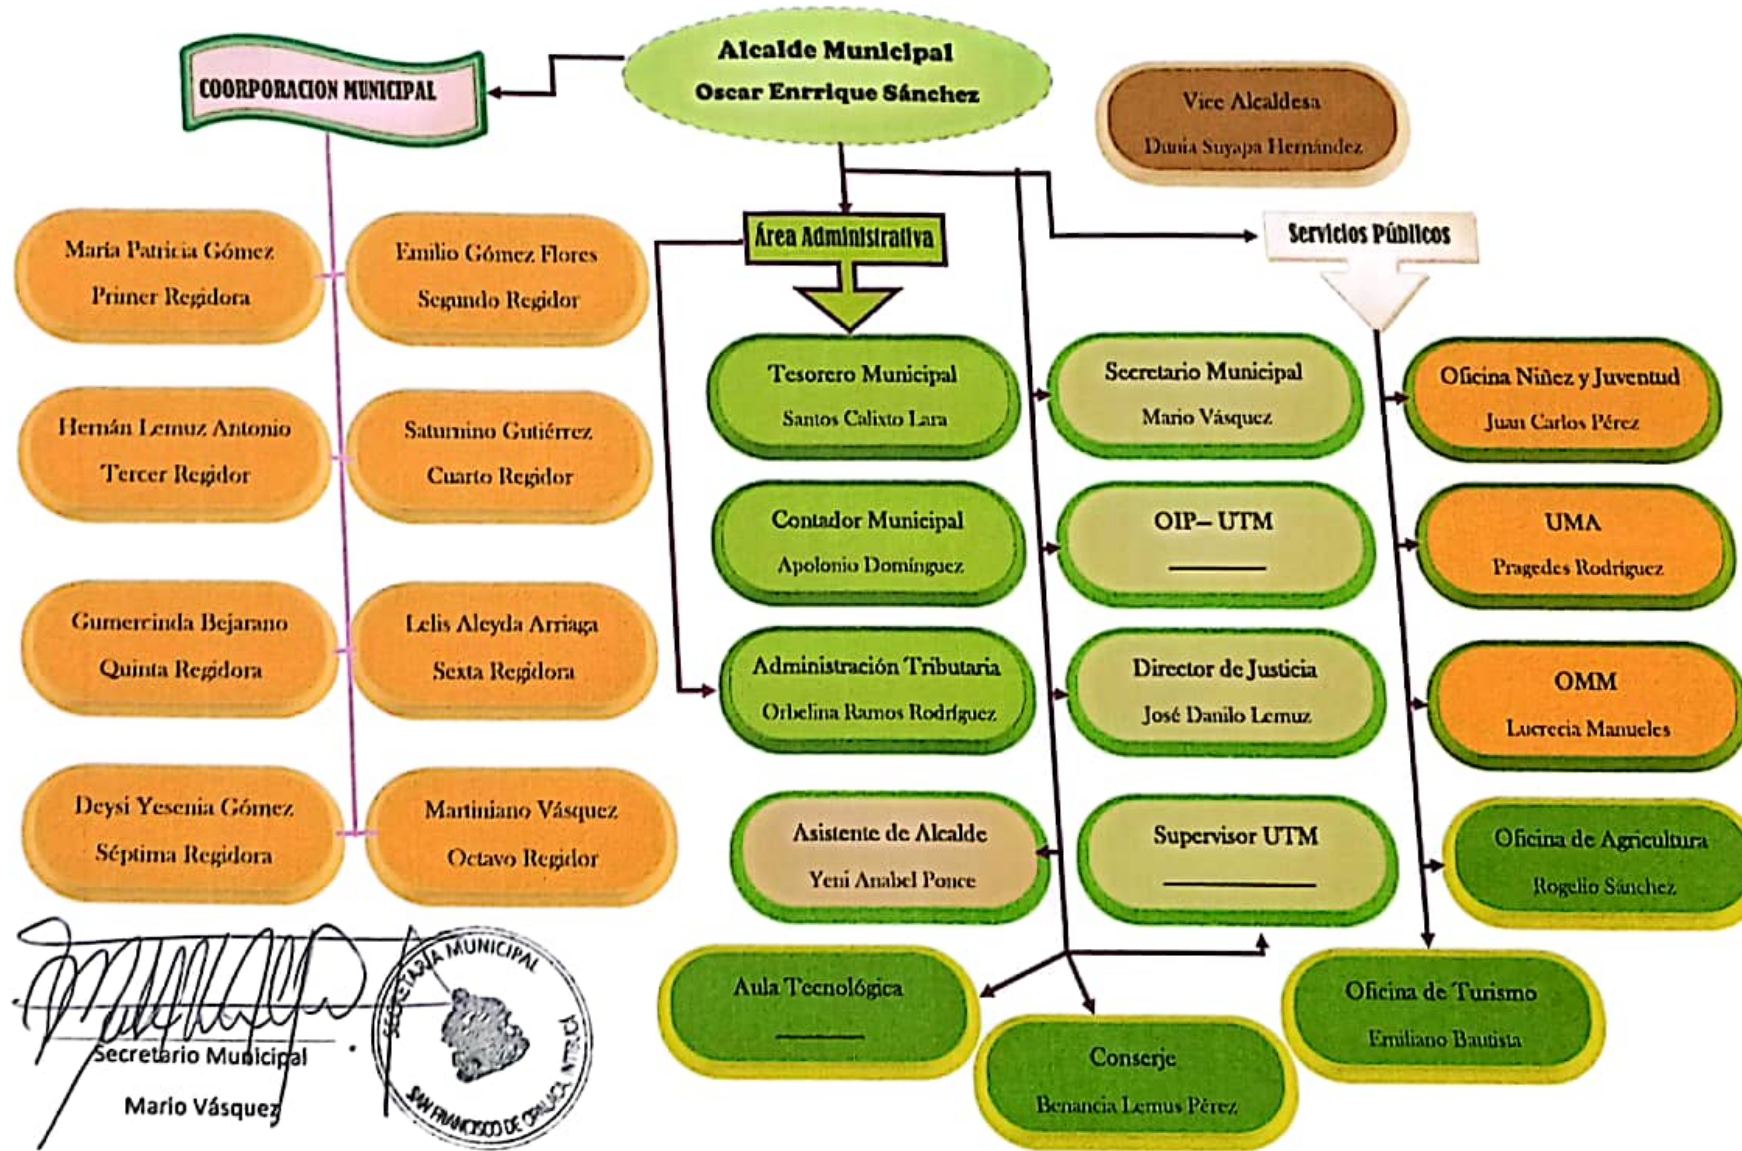 Alcalde Municipal
Oscar Enrrique Sánchez
COORPORACION MUNICIPAL
Vice Alcaldesa
Dunia Suyapa Hernández
María Patricia Gómez
Primer Regidora
Emilio Gómez Flores
Segundo Regidor
Hernán Lemuz Antonio
Tercer Regidor
Saturnino Gutiérrez
Cuarto Regidor
Gumercinda Bejarano
Quinta Regidora
Lelis Aleyda Arriaga
Sexta Regidora
Deysi Yesenia Gómez
Séptima Regidora
Martiniano Vásquez
Octavo Regidor
Área Administrativa
Tesorero Municipal
Santos Calixto Lara
Contador Municipal
Apolonio Domínguez
Administración Tributaria
Orbelina Ramos Rodríguez
Asistente de Alcalde
Yeni Anabel Ponce
Secretario Municipal
Mario Vásquez
OIP– UTM
Director de Justicia
José Danilo Lemuz
Supervisor UTM
Servicios Públicos
Oficina Niñez y Juventud
Juan Carlos Pérez
UMA
Pragedes Rodríguez
OMM
Lucrecia Manueles
Oficina de Agricultura
Rogelio Sánchez
Aula Tecnológica
Conserje
Benancia Lemus Pérez
Oficina de Turismo
Emiliano Bautista
Secretario Municipal
Mario Vásquez
SECRETARÍA MUNICIPAL
SAN FRANCISCO DE OPALACA, INTIBUCÁ